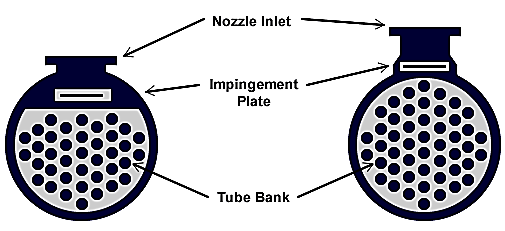 Nozzle Inlet
Impingement
Plate
Tube Bank